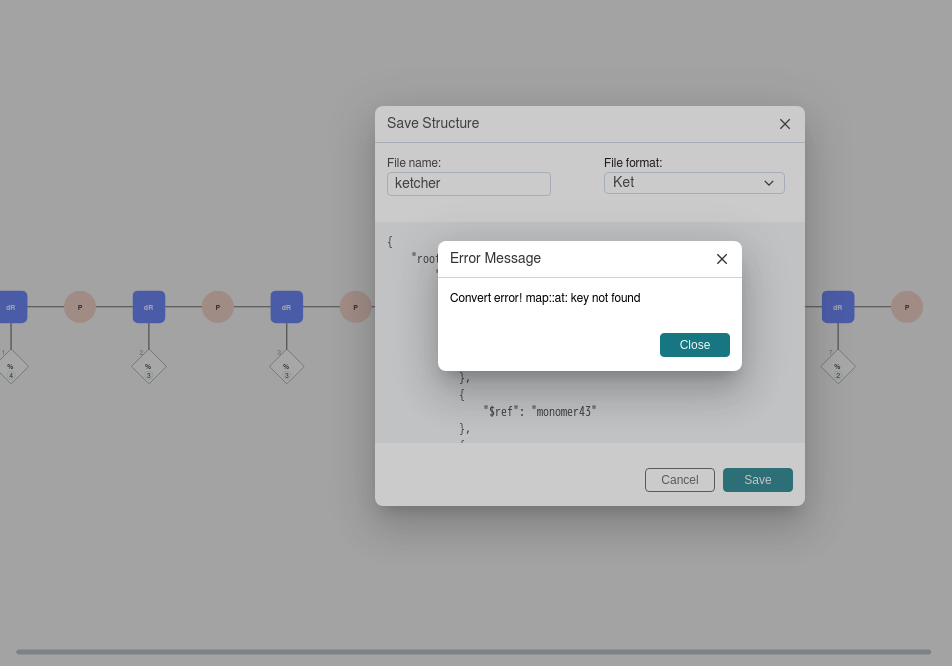 Save Structure
File name:
File format:
ketcher
Ket
{
"root
"
Error Message
Convert error! map::at: key not found
Close
},
{
"$ref": "monomer43"
},
{
Cancel
Save
dR
P
dR
P
dR
P
dR
P
1
2
3
7
%
4
%
3
%
3
%
2